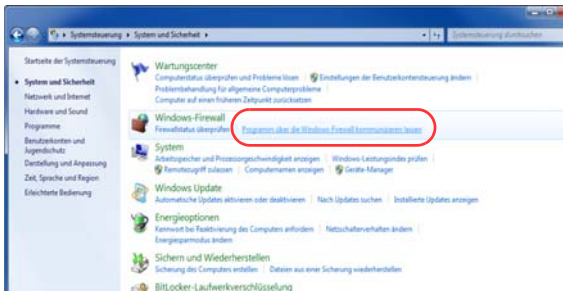 Systemsteuerung ▸ System und Sicherheit ▸
Systemsteuerung durchsuchen
Startseite der Systemsteuerung
System und Sicherheit
Netzwerk und Internet
Hardware und Sound
Programme
Benutzerkonten und
Jugendschutz
Darstellung und Anpassung
Zeit, Sprache und Region
Erleichterte Bedienung
Wartungscenter
Computerstatus überprüfen und Probleme lösen | Einstellungen der Benutzerkontensteuerung ändern
Problembehandlung für allgemeine Computerprobleme
Computer auf einen früheren Zeitpunkt zurücksetzen
Windows-Firewall
Firewallstatus überprüfen | Programm über die Windows-Firewall kommunizieren lassen
System
Arbeitsspeicher und Prozessorgeschwindigkeit anzeigen | Windows-Leistungsindex prüfen
Remotezugriff zulassen | Computernamen anzeigen | Geräte-Manager
Windows Update
Automatische Updates aktivieren oder deaktivieren | Nach Updates suchen | Installierte Updates anzeigen
Energieoptionen
Kennwort bei Reaktivierung des Computers anfordern | Netzschalterverhalten ändern
Energiesparmodus ändern
Sichern und Wiederherstellen
Sicherung des Computers erstellen | Dateien aus einer Sicherung wiederherstellen
BitLocker-Laufwerkverschlüsselung